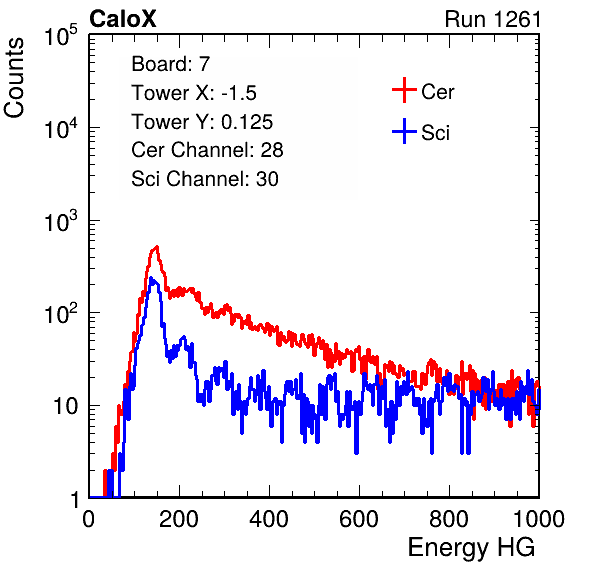 CaloX Run 1261
Counts
Board: 7
Tower X: -1.5
Tower Y: 0.125
Cer Channel: 28
Sci Channel: 30
Cer
Sci
10^5
10^4
10^3
10^2
10
1
0 200 400 600 800 1000
Energy HG